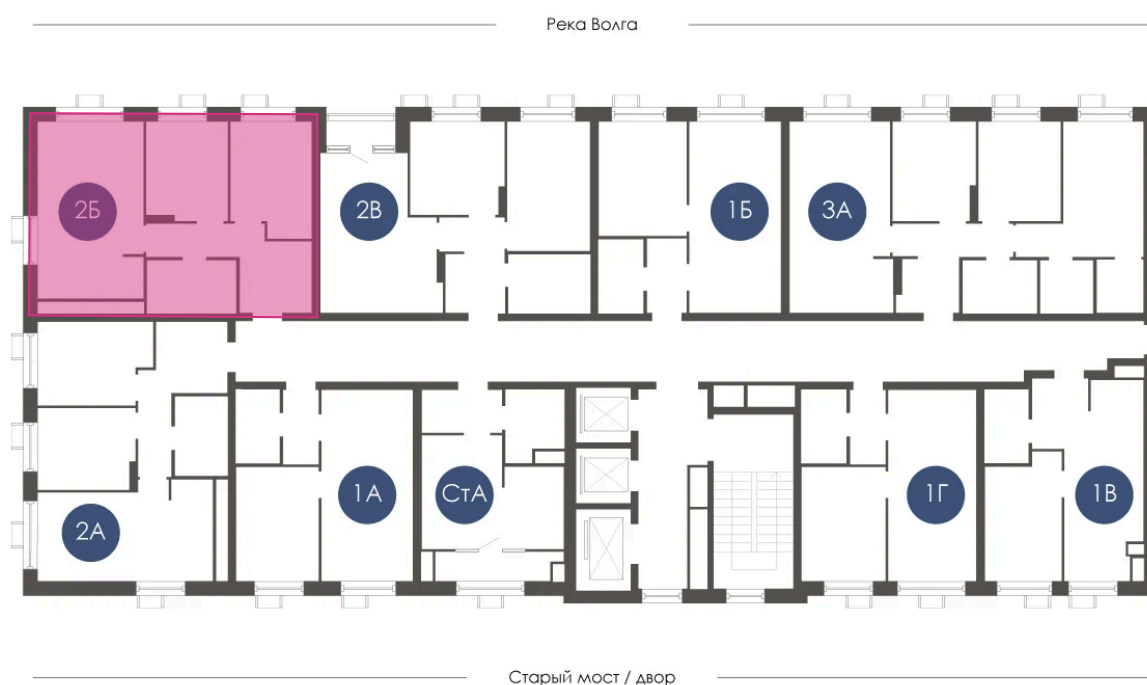 Река Волга
2Б
2В
1Б
3А
2А
1А
СтА
1Г
1В
Старый мост / двор